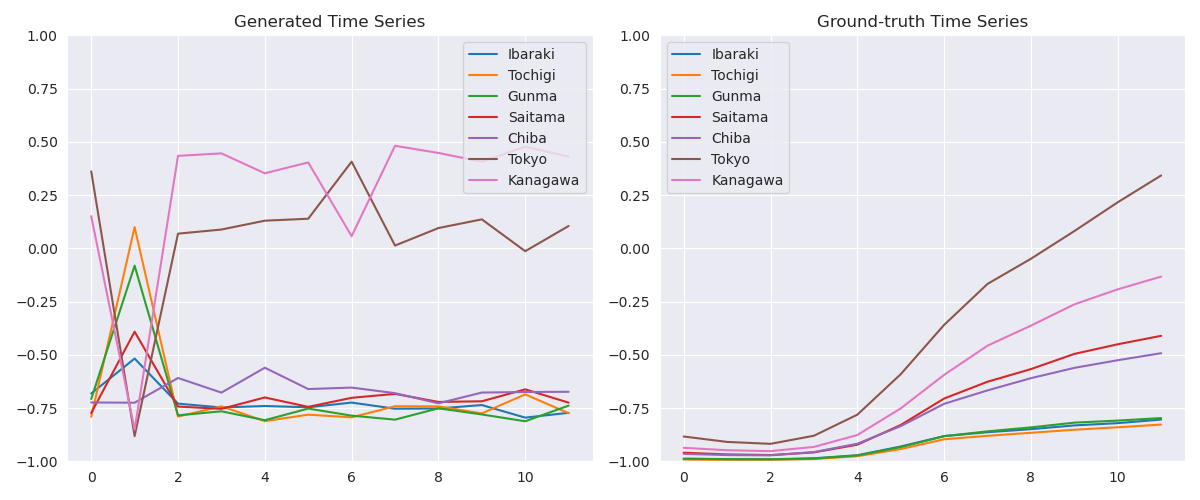 Generated Time Series
1.00
0.75
0.50
0.25
0.00
−0.25
−0.50
−0.75
−1.00
0 2 4 6 8 10
Ibaraki
Tochigi
Gunma
Saitama
Chiba
Tokyo
Kanagawa
Ground-truth Time Series
1.00
0.75
0.50
0.25
0.00
−0.25
−0.50
−0.75
−1.00
0 2 4 6 8 10
Ibaraki
Tochigi
Gunma
Saitama
Chiba
Tokyo
Kanagawa